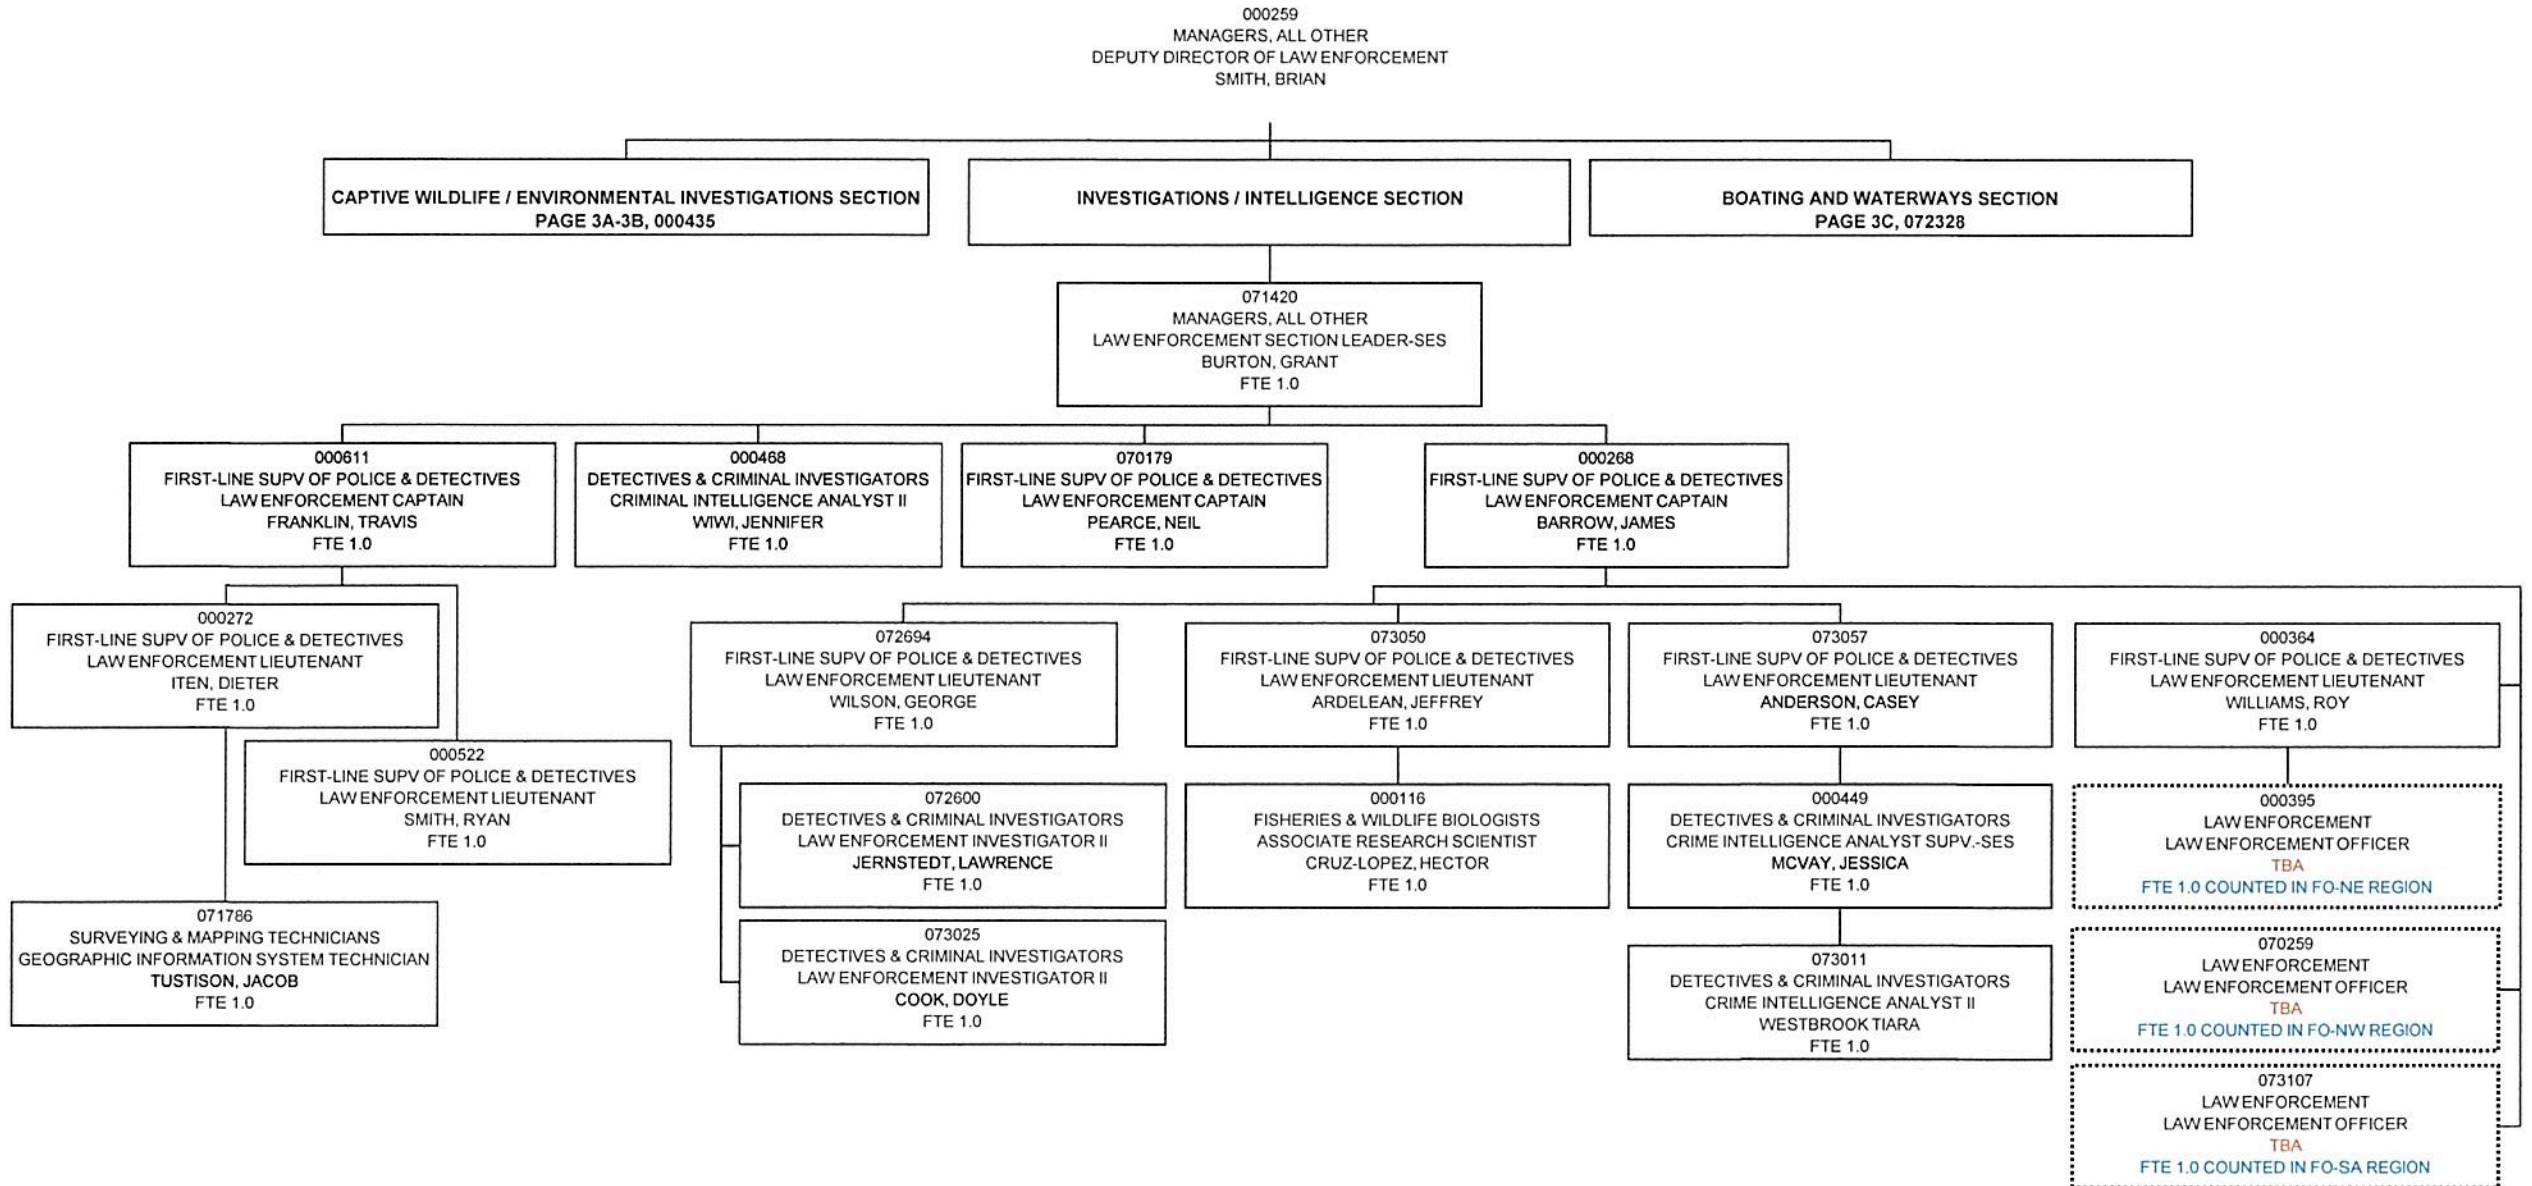 000259
MANAGERS, ALL OTHER
DEPUTY DIRECTOR OF LAW ENFORCEMENT
SMITH, BRIAN
CAPTIVE WILDLIFE / ENVIRONMENTAL INVESTIGATIONS SECTION
PAGE 3A-3B, 000435
INVESTIGATIONS / INTELLIGENCE SECTION
BOATING AND WATERWAYS SECTION
PAGE 3C, 072328
071420
MANAGERS, ALL OTHER
LAW ENFORCEMENT SECTION LEADER-SES
BURTON, GRANT
FTE 1.0
000611
FIRST-LINE SUPV OF POLICE & DETECTIVES
LAW ENFORCEMENT CAPTAIN
FRANKLIN, TRAVIS
FTE 1.0
000468
DETECTIVES & CRIMINAL INVESTIGATORS
CRIMINAL INTELLIGENCE ANALYST II
WIWI, JENNIFER
FTE 1.0
070179
FIRST-LINE SUPV OF POLICE & DETECTIVES
LAW ENFORCEMENT CAPTAIN
PEARCE, NEIL
FTE 1.0
000268
FIRST-LINE SUPV OF POLICE & DETECTIVES
LAW ENFORCEMENT CAPTAIN
BARROW, JAMES
FTE 1.0
000272
FIRST-LINE SUPV OF POLICE & DETECTIVES
LAW ENFORCEMENT LIEUTENANT
ITEN, DIETER
FTE 1.0
000522
FIRST-LINE SUPV OF POLICE & DETECTIVES
LAW ENFORCEMENT LIEUTENANT
SMITH, RYAN
FTE 1.0
071786
SURVEYING & MAPPING TECHNICIANS
GEOGRAPHIC INFORMATION SYSTEM TECHNICIAN
TUSTISON, JACOB
FTE 1.0
072694
FIRST-LINE SUPV OF POLICE & DETECTIVES
LAW ENFORCEMENT LIEUTENANT
WILSON, GEORGE
FTE 1.0
072600
DETECTIVES & CRIMINAL INVESTIGATORS
LAW ENFORCEMENT INVESTIGATOR II
JERNSTEDT, LAWRENCE
FTE 1.0
073025
DETECTIVES & CRIMINAL INVESTIGATORS
LAW ENFORCEMENT INVESTIGATOR II
COOK, DOYLE
FTE 1.0
073050
FIRST-LINE SUPV OF POLICE & DETECTIVES
LAW ENFORCEMENT LIEUTENANT
ARDELEAN, JEFFREY
FTE 1.0
000116
FISHERIES & WILDLIFE BIOLOGISTS
ASSOCIATE RESEARCH SCIENTIST
CRUZ-LOPEZ, HECTOR
FTE 1.0
073057
FIRST-LINE SUPV OF POLICE & DETECTIVES
LAW ENFORCEMENT LIEUTENANT
ANDERSON, CASEY
FTE 1.0
000449
DETECTIVES & CRIMINAL INVESTIGATORS
CRIME INTELLIGENCE ANALYST SUPV.-SES
MCVAY, JESSICA
FTE 1.0
073011
DETECTIVES & CRIMINAL INVESTIGATORS
CRIME INTELLIGENCE ANALYST II
WESTBROOK TIARA
FTE 1.0
000364
FIRST-LINE SUPV OF POLICE & DETECTIVES
LAW ENFORCEMENT LIEUTENANT
WILLIAMS, ROY
FTE 1.0
000395
LAW ENFORCEMENT
LAW ENFORCEMENT OFFICER
TBA
FTE 1.0 COUNTED IN FO-NE REGION
070259
LAW ENFORCEMENT
LAW ENFORCEMENT OFFICER
TBA
FTE 1.0 COUNTED IN FO-NW REGION
073107
LAW ENFORCEMENT
LAW ENFORCEMENT OFFICER
TBA
FTE 1.0 COUNTED IN FO-SA REGION